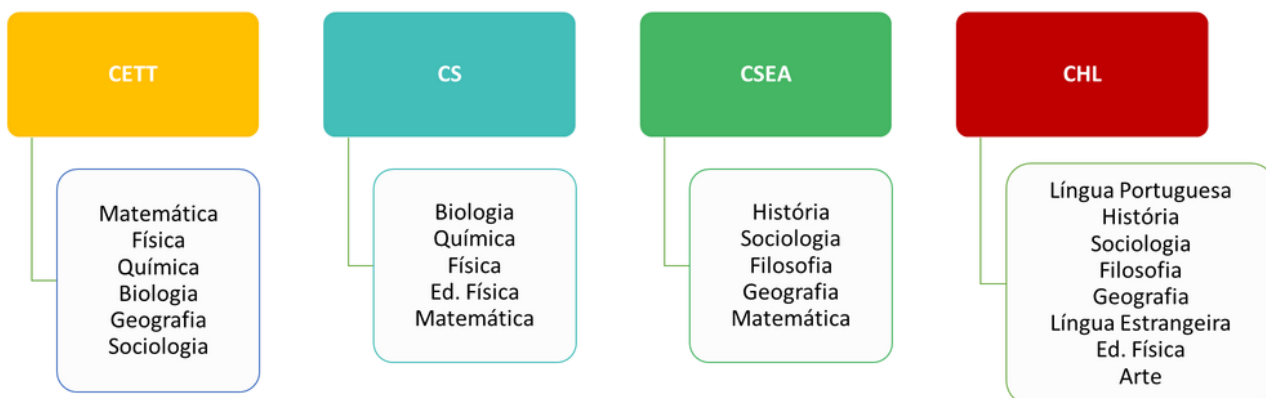 CETT
Matemática
Física
Química
Biologia
Geografia
Sociologia
CS
Biologia
Química
Física
Ed. Física
Matemática
CSEA
História
Sociologia
Filosofia
Geografia
Matemática
CHL
Língua Portuguesa
História
Sociologia
Filosofia
Geografia
Língua Estrangeira
Ed. Física
Arte